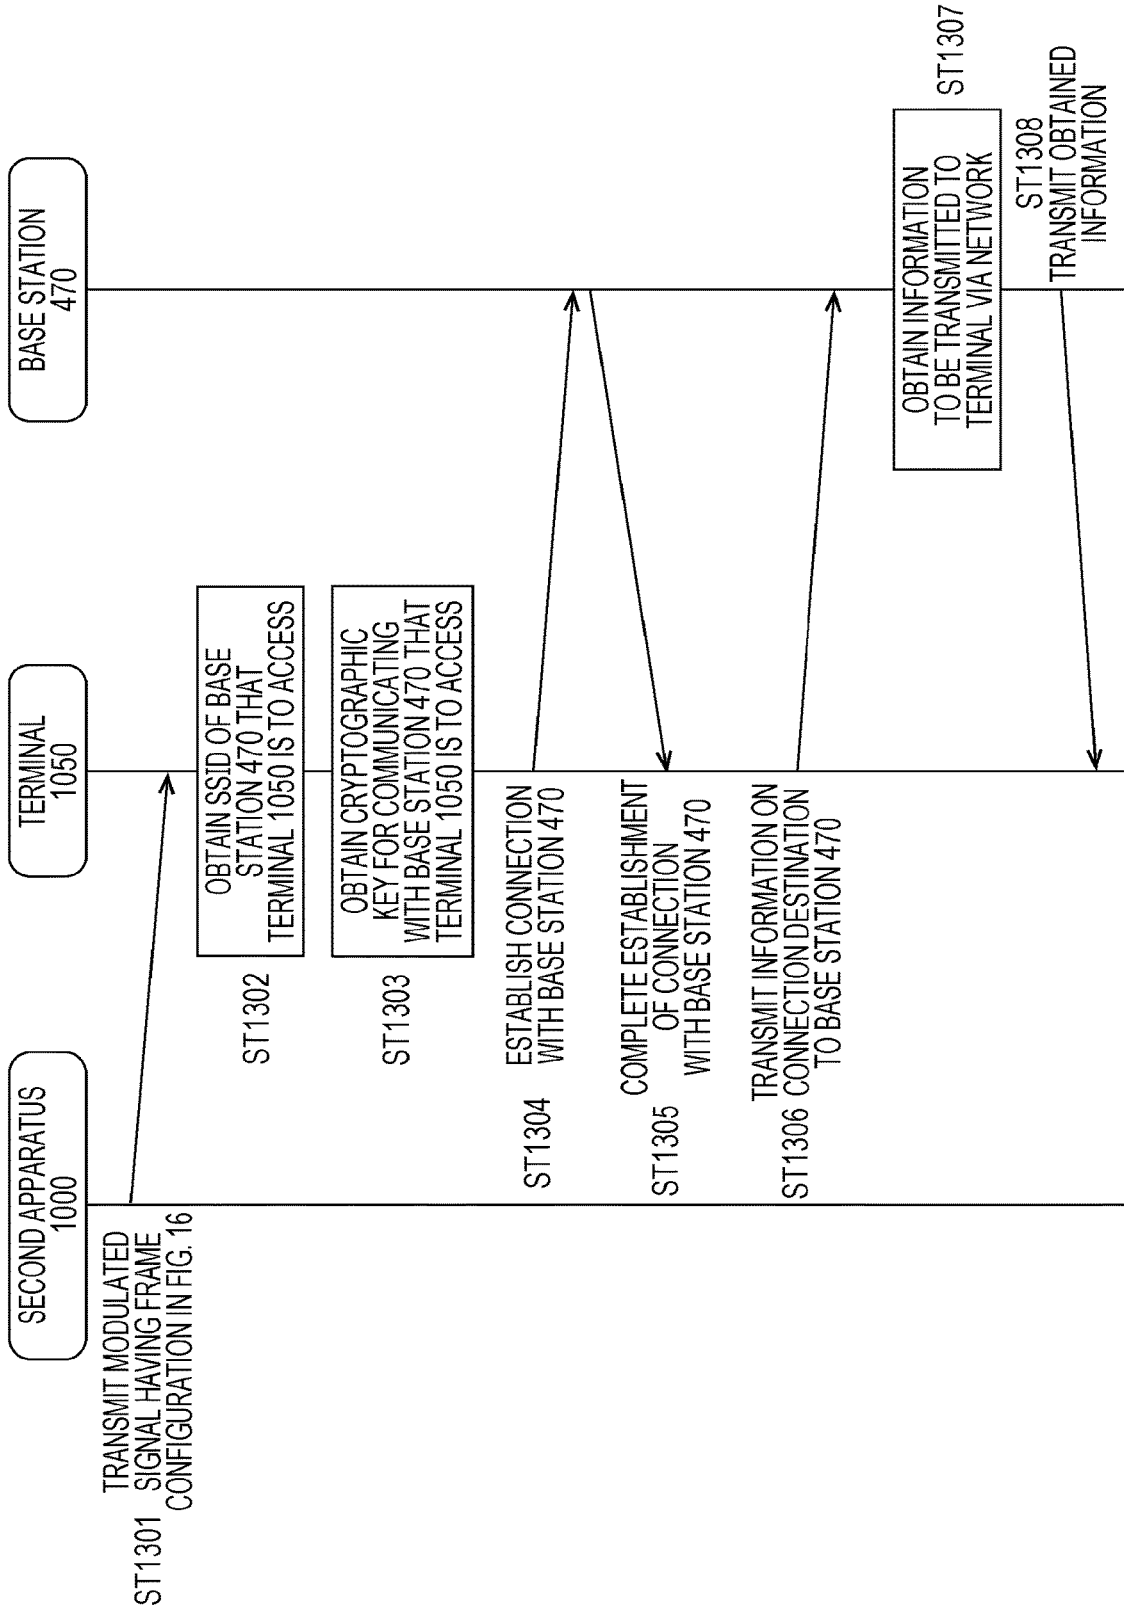 SECOND APPARATUS
1000
TERMINAL
1050
BASE STATION
470
TRANSMIT MODULATED
ST1301 SIGNAL HAVING FRAME
CONFIGURATION IN FIG. 16
ST1302
OBTAIN SSID OF BASE
STATION 470 THAT
TERMINAL 1050 IS TO ACCESS
ST1303
OBTAIN CRYPTOGRAPHIC
KEY FOR COMMUNICATING
WITH BASE STATION 470 THAT
TERMINAL 1050 IS TO ACCESS
ESTABLISH CONNECTION
ST1304 WITH BASE STATION 470
COMPLETE ESTABLISHMENT
ST1305 OF CONNECTION
WITH BASE STATION 470
TRANSMIT INFORMATION ON
ST1306 CONNECTION DESTINATION
TO BASE STATION 470
OBTAIN INFORMATION
TO BE TRANSMITTED TO
TERMINAL VIA NETWORK
ST1307
ST1308
TRANSMIT OBTAINED
INFORMATION